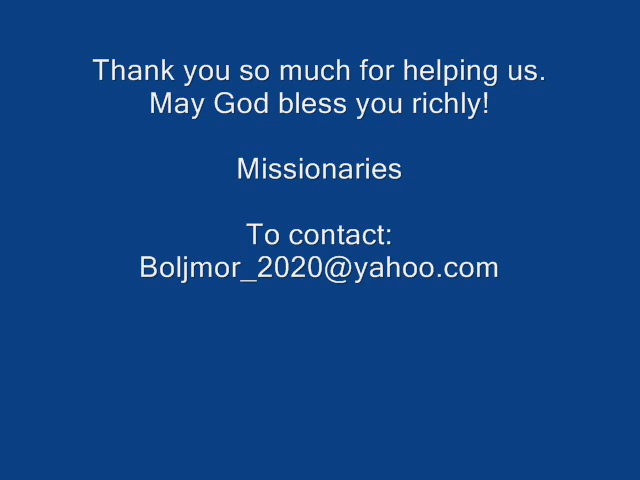 Thank you so much for helping us.
May God bless you richly!
Missionaries
To contact:
Boljmor_2020@yahoo.com